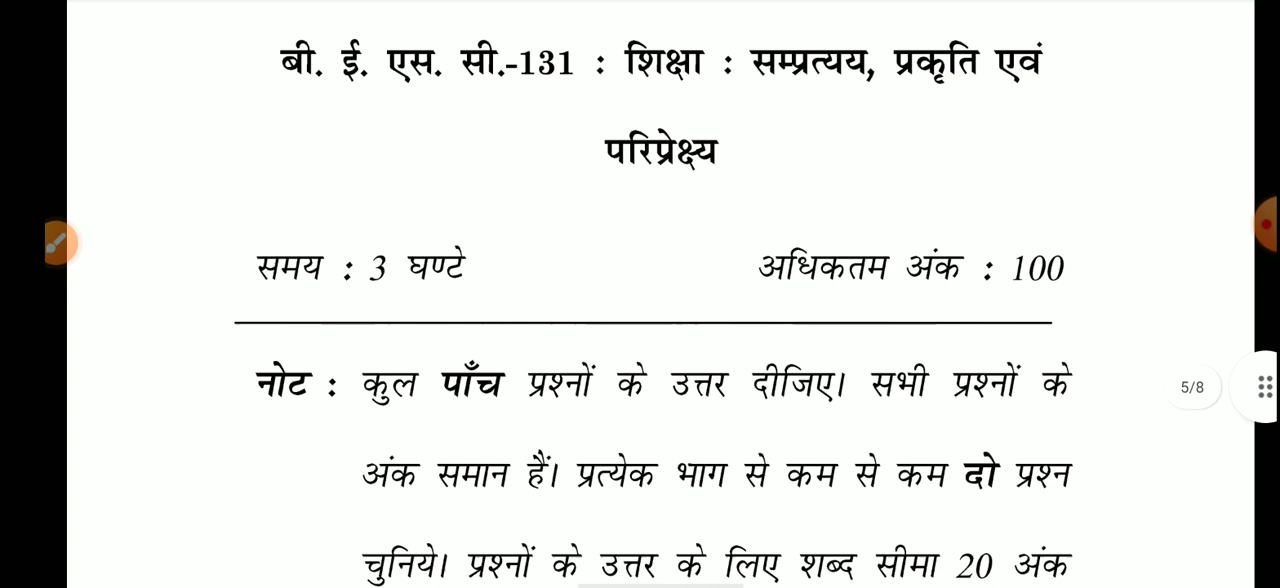 बी. ई. एस. सी.-131 : शिक्षा : सम्प्रत्यय, प्रकृति एवं
परिप्रेक्ष्य
समय : 3 घण्टे अधिकतम अंक : 100
नोट : कुल पाँच प्रश्नों के उत्तर दीजिए। सभी प्रश्नों के
5/8
अंक समान हैं। प्रत्येक भाग से कम से कम दो प्रश्न
चुनिये। प्रश्नों के उत्तर के लिए शब्द सीमा 20 अंक